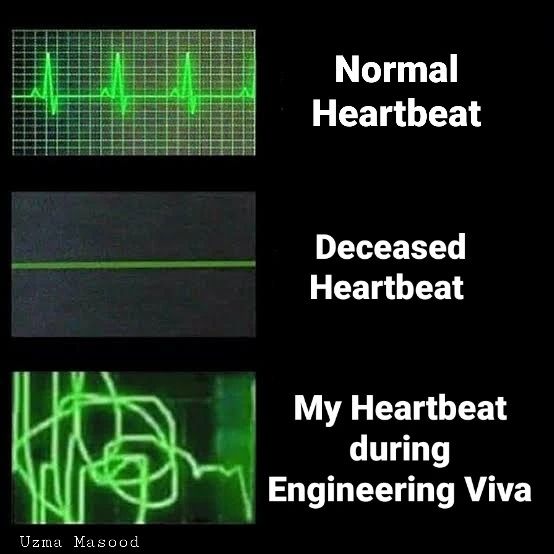 Normal
Heartbeat
Deceased
Heartbeat
My Heartbeat
during
Engineering Viva
Uzma Masood